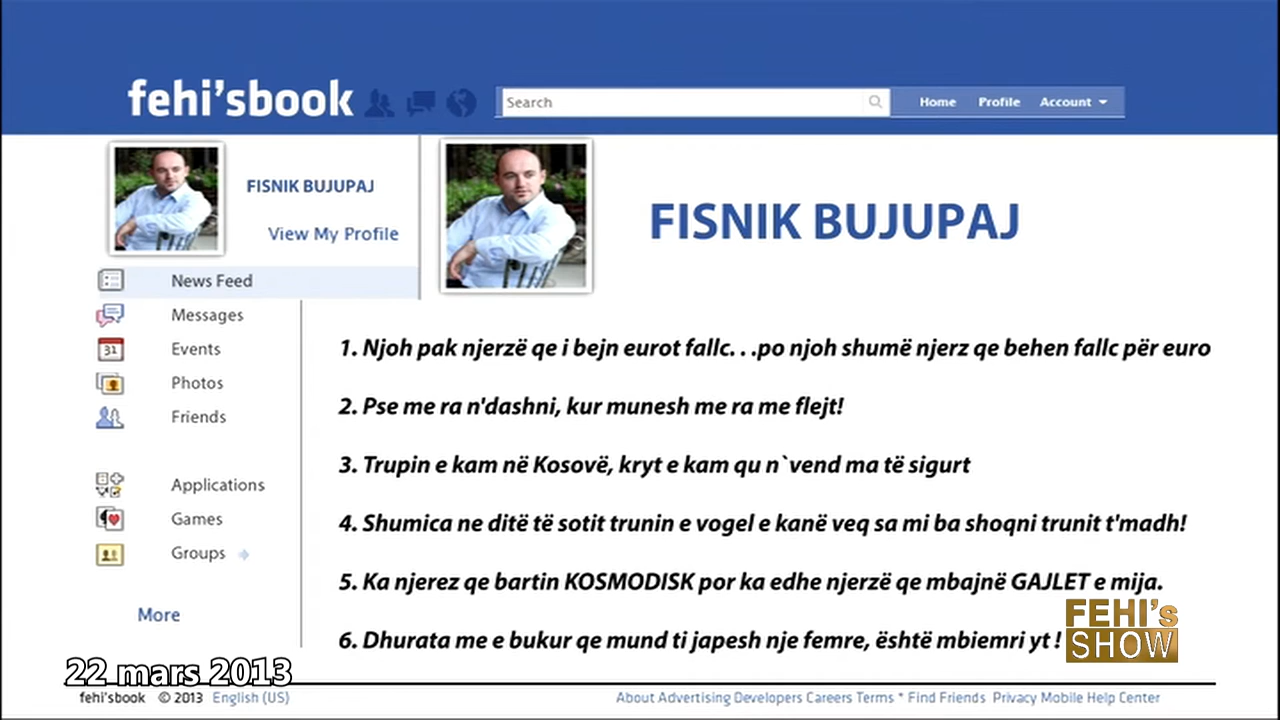 fehi'sbook
Search
Home Profile Account
FISNIK BUJUPAJ
View My Profile
FISNIK BUJUPAJ
News Feed
Messages
31 Events
Photos
Friends
Applications
Games
Groups
More
1. Njoh pak njerzë qe i bejn eurot fallc. . .po njoh shumë njerz qe behen fallc për euro
2. Pse me ra n'dashni, kur munesh me ra me flejt!
3. Trupin e kam në Kosovë, kryt e kam qu n`vend ma të sigurt
4. Shumica ne ditë të sotit trunin e vogel e kanë veq sa mi ba shoqni trunit t'madh!
5. Ka njerez qe bartin KOSMODISK por ka edhe njerzë qe mbajnë GAJLET e mija.
6. Dhurata me e bukur qe mund ti japesh nje femre, është mbiemri yt !
FEHI's
SHOW
22 mars 2013
fehi'sbook © 2013 English (US)
About Advertising Developers Careers Terms * Find Friends Privacy Mobile Help Center